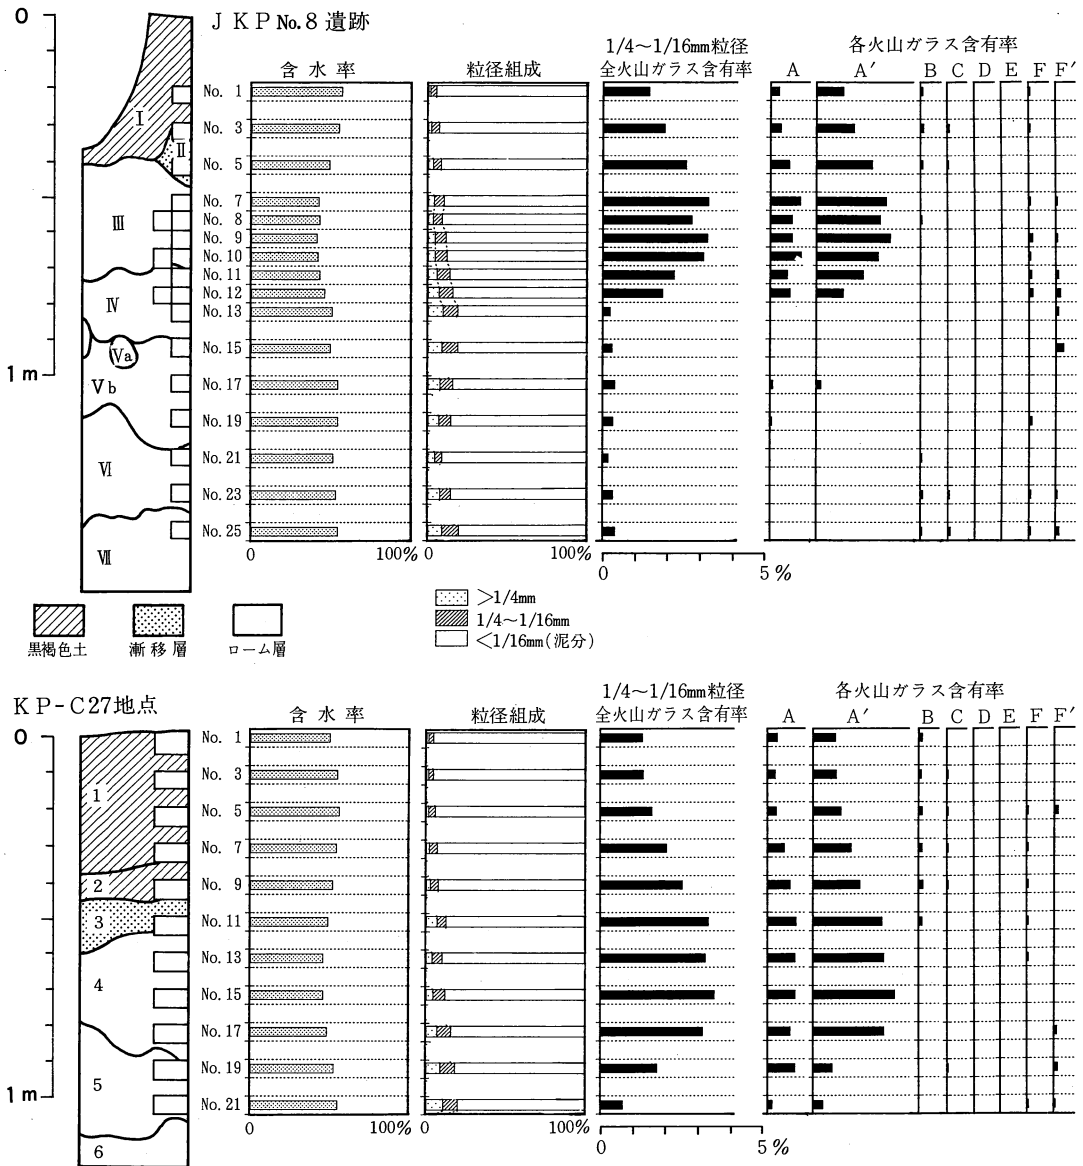 0
JKP No.8 遺跡
1/4～1/16mm粒径
各火山ガラス含有率
含水率
粒径組成
全火山ガラス含有率
A A′ B C D E F F′
No. 1
No. 3
No. 5
No. 7
No. 8
No. 9
No.10
No.11
No.12
No.13
No.15
No.17
No.19
No.21
No.23
No.25
I
II
III
IV
Va
1m
Vb
VI
VII
0 100%
0 100%
0 5%
>1/4mm
1/4～1/16mm
<1/16mm(泥分)
黒褐色土
漸移層
ローム層
KP-C27地点
1/4～1/16mm粒径
各火山ガラス含有率
含水率
粒径組成
全火山ガラス含有率
A A′ B C D E F F′
0
No. 1
No. 3
No. 5
No. 7
No. 9
No.11
No.13
No.15
No.17
No.19
No.21
1
2
3
4
5
1m
6
0 100%
0 100%
0 5%